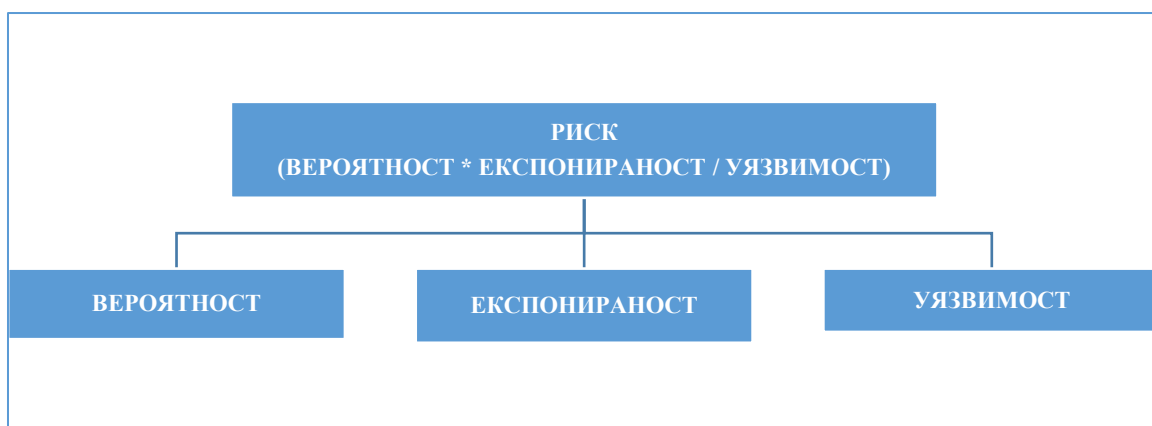 РИСК
(ВЕРОЯТНОСТ * ЕКСПОНИРАНОСТ / УЯЗВИМОСТ)
ВЕРОЯТНОСТ
ЕКСПОНИРАНОСТ
УЯЗВИМОСТ